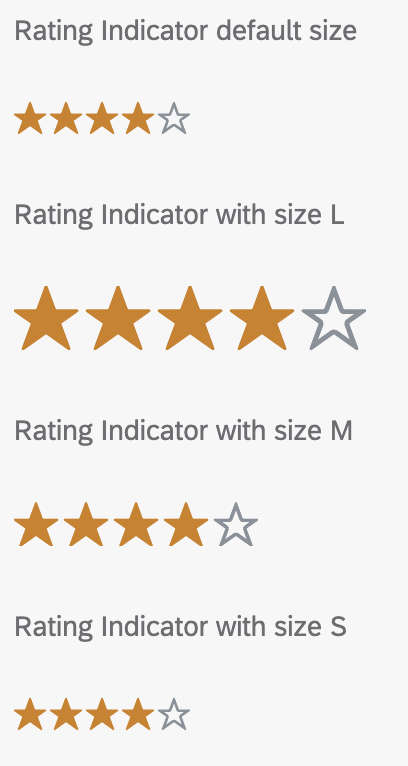 Rating Indicator default size
Rating Indicator with size L
Rating Indicator with size M
Rating Indicator with size S